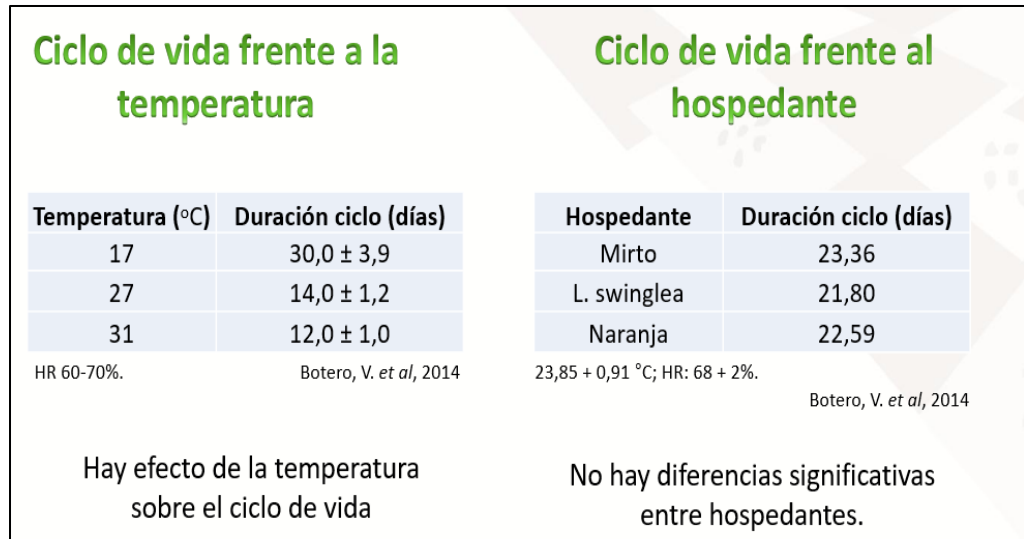 Ciclo de vida frente a la
temperatura
Temperatura (°C) Duración ciclo (días)
17 30,0 ± 3,9
27 14,0 ± 1,2
31 12,0 ± 1,0
HR 60-70%. Botero, V. et al, 2014
Hay efecto de la temperatura
sobre el ciclo de vida
Ciclo de vida frente al
hospedante
Hospedante Duración ciclo (días)
Mirto 23,36
L. swinglea 21,80
Naranja 22,59
23,85 + 0,91 °C; HR: 68 + 2%.
Botero, V. et al, 2014
No hay diferencias significativas
entre hospedantes.